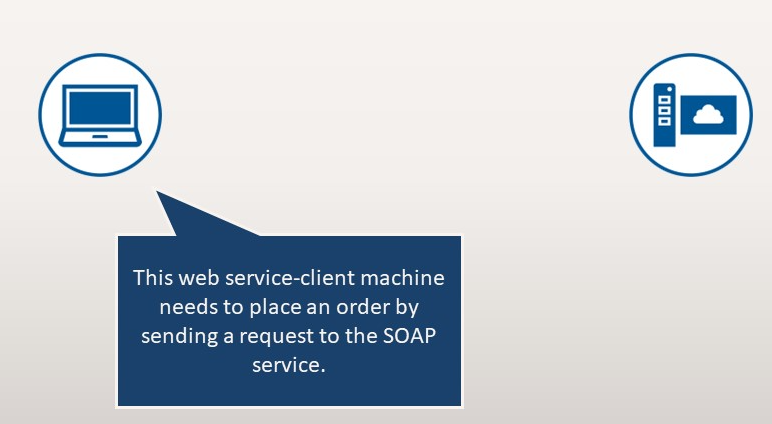 This web service-client machine
needs to place an order by
sending a request to the SOAP
service.